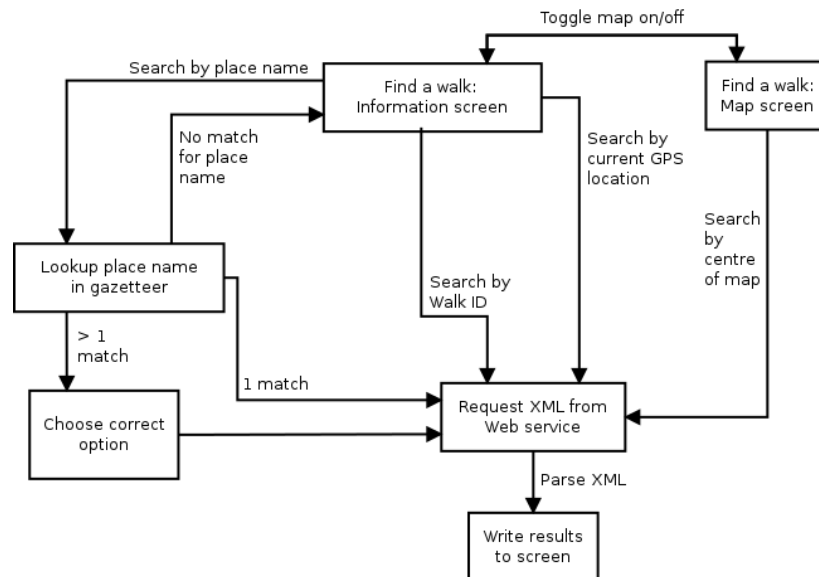 Toggle map on/off
Search by place name
Find a walk:
Information screen
Find a walk:
Map screen
No match
for place
name
Search by
current GPS
location
Search
by
centre
of map
Lookup place name
in gazetteer
Search by
Walk ID
> 1
match
1 match
Choose correct
option
Request XML from
Web service
Parse XML
Write results
to screen